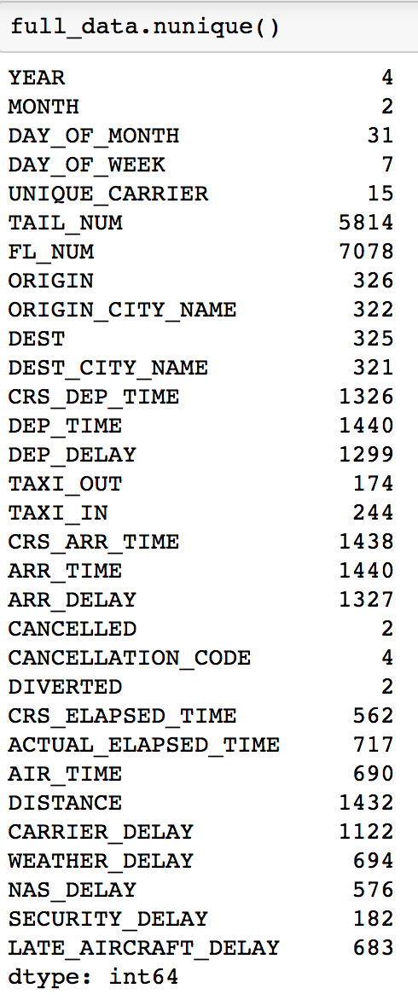 full_data.nunique()
YEAR 4
MONTH 2
DAY_OF_MONTH 31
DAY_OF_WEEK 7
UNIQUE_CARRIER 15
TAIL_NUM 5814
FL_NUM 7078
ORIGIN 326
ORIGIN_CITY_NAME 322
DEST 325
DEST_CITY_NAME 321
CRS_DEP_TIME 1326
DEP_TIME 1440
DEP_DELAY 1299
TAXI_OUT 174
TAXI_IN 244
CRS_ARR_TIME 1438
ARR_TIME 1440
ARR_DELAY 1327
CANCELLED 2
CANCELLATION_CODE 4
DIVERTED 2
CRS_ELAPSED_TIME 562
ACTUAL_ELAPSED_TIME 717
AIR_TIME 690
DISTANCE 1432
CARRIER_DELAY 1122
WEATHER_DELAY 694
NAS_DELAY 576
SECURITY_DELAY 182
LATE_AIRCRAFT_DELAY 683
dtype: int64